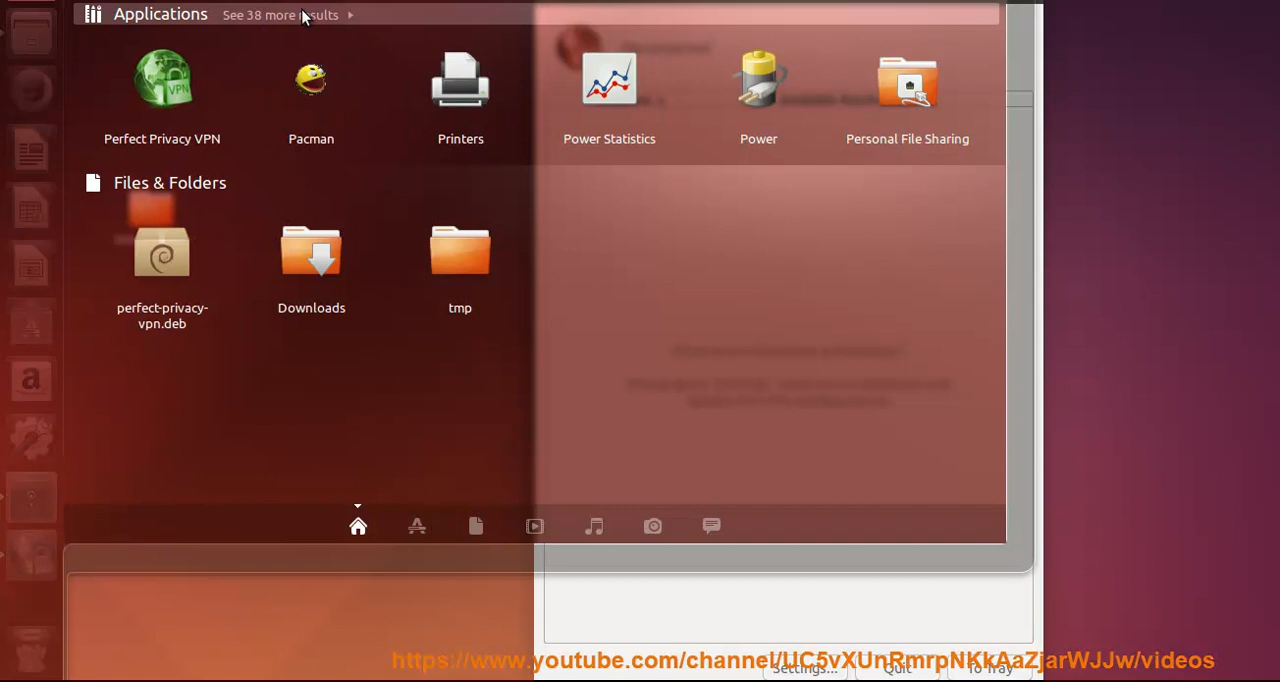 Applications See 38 more results
Perfect Privacy VPN
Pacman
Printers
Power Statistics
Power
Personal File Sharing
Files & Folders
perfect-privacy-
vpn.deb
Downloads
tmp
Settings...
Quit
To Tray
https://www.youtube.com/channel/UC5vXUnRmrpNKkAaZjarWJJw/videos